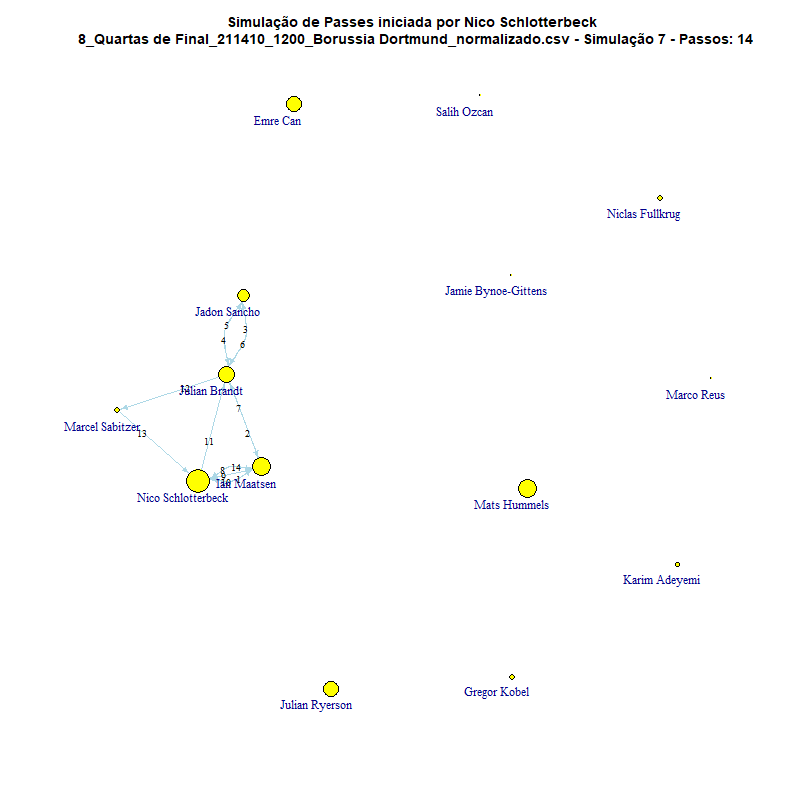 Simulação de Passes iniciada por Nico Schlotterbeck
8_Quartas de Final_211410_1200_Borussia Dortmund_normalizado.csv - Simulação 7 - Passos: 14
Emre Can
Salih Ozcan
Niclas Fullkrug
Jamie Bynoe-Gittens
Jadon Sancho
5
3
4
6
Marco Reus
12
Julian Brandt
7
Marcel Sabitzer
13
11
2
14
8
9
10
1
Ian Maatsen
Nico Schlotterbeck
Mats Hummels
Karim Adeyemi
Gregor Kobel
Julian Ryerson